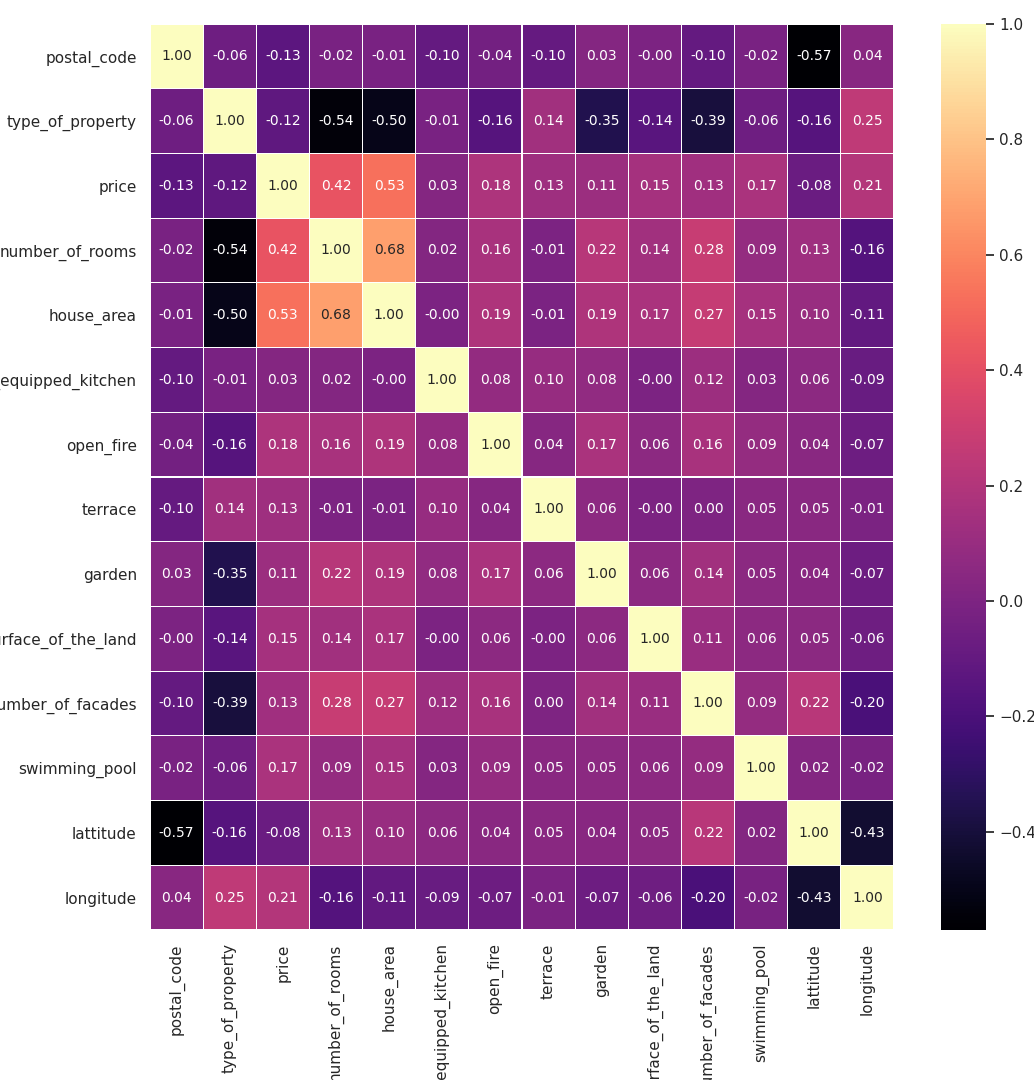 postal_code 1.00 -0.06 -0.13 -0.02 -0.01 -0.10 -0.04 -0.10 0.03 -0.00 -0.10 -0.02 -0.57 0.04
type_of_property -0.06 1.00 -0.12 -0.54 -0.50 -0.01 -0.16 0.14 -0.35 -0.14 -0.39 -0.06 -0.16 0.25
price -0.13 -0.12 1.00 0.42 0.53 0.03 0.18 0.13 0.11 0.15 0.13 0.17 -0.08 0.21
number_of_rooms -0.02 -0.54 0.42 1.00 0.68 0.02 0.16 -0.01 0.22 0.14 0.28 0.09 0.13 -0.16
house_area -0.01 -0.50 0.53 0.68 1.00 -0.00 0.19 -0.01 0.19 0.17 0.27 0.15 0.10 -0.11
equipped_kitchen -0.10 -0.01 0.03 0.02 -0.00 1.00 0.08 0.10 0.08 -0.00 0.12 0.03 0.06 -0.09
open_fire -0.04 -0.16 0.18 0.16 0.19 0.08 1.00 0.04 0.17 0.06 0.16 0.09 0.04 -0.07
terrace -0.10 0.14 0.13 -0.01 -0.01 0.10 0.04 1.00 0.06 -0.00 0.00 0.05 0.05 -0.01
garden 0.03 -0.35 0.11 0.22 0.19 0.08 0.17 0.06 1.00 0.06 0.14 0.05 0.04 -0.07
rface_of_the_land -0.00 -0.14 0.15 0.14 0.17 -0.00 0.06 -0.00 0.06 1.00 0.11 0.06 0.05 -0.06
umber_of_facades -0.10 -0.39 0.13 0.28 0.27 0.12 0.16 0.00 0.14 0.11 1.00 0.09 0.22 -0.20
swimming_pool -0.02 -0.06 0.17 0.09 0.15 0.03 0.09 0.05 0.05 0.06 0.09 1.00 0.02 -0.02
lattitude -0.57 -0.16 -0.08 0.13 0.10 0.06 0.04 0.05 0.04 0.05 0.22 0.02 1.00 -0.43
longitude 0.04 0.25 0.21 -0.16 -0.11 -0.09 -0.07 -0.01 -0.07 -0.06 -0.20 -0.02 -0.43 1.00
postal_code
type_of_property
price
number_of_rooms
house_area
equipped_kitchen
open_fire
terrace
garden
rface_of_the_land
umber_of_facades
swimming_pool
lattitude
longitude
1.0
0.8
0.6
0.4
0.2
0.0
−0.2
−0.4